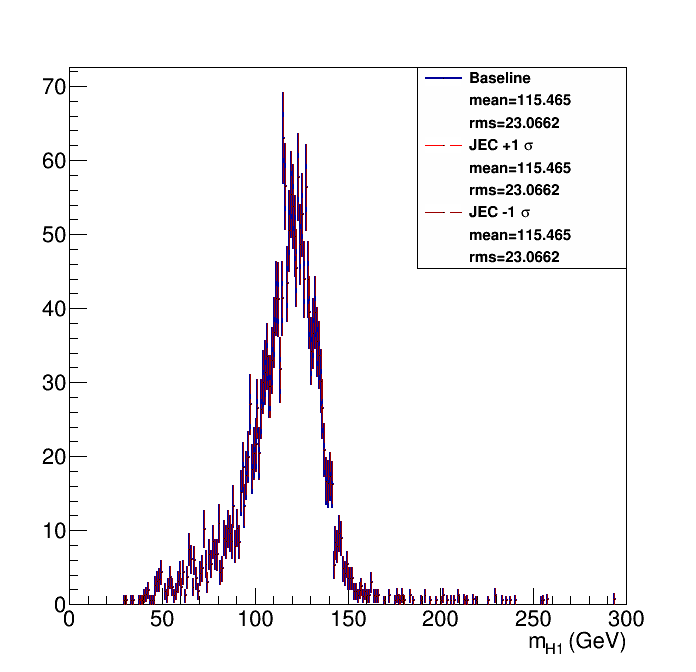 70
60
50
40
30
20
10
0
0 50 100 150 200 250 300
m_H1 (GeV)
Baseline
mean=115.465
rms=23.0662
JEC +1 σ
mean=115.465
rms=23.0662
JEC -1 σ
mean=115.465
rms=23.0662